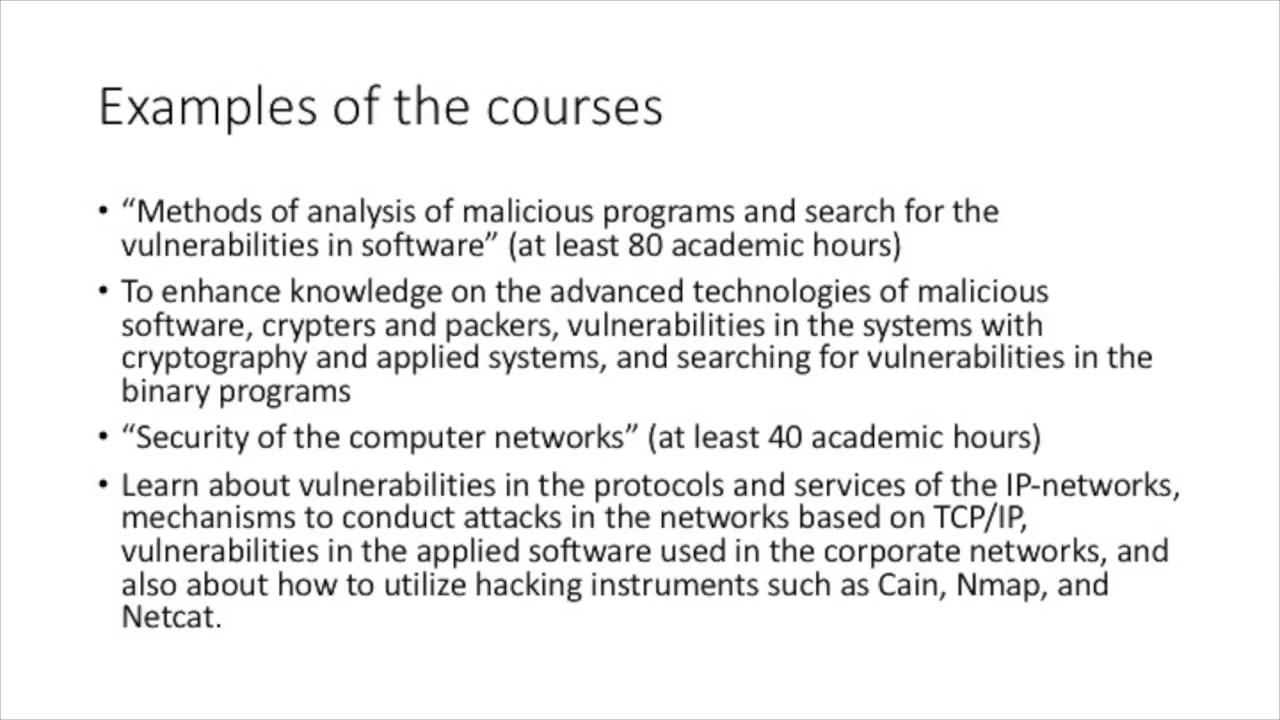 Examples of the courses
• “Methods of analysis of malicious programs and search for the
vulnerabilities in software” (at least 80 academic hours)
• To enhance knowledge on the advanced technologies of malicious
software, crypters and packers, vulnerabilities in the systems with
cryptography and applied systems, and searching for vulnerabilities in the
binary programs
• “Security of the computer networks” (at least 40 academic hours)
• Learn about vulnerabilities in the protocols and services of the IP-networks,
mechanisms to conduct attacks in the networks based on TCP/IP,
vulnerabilities in the applied software used in the corporate networks, and
also about how to utilize hacking instruments such as Cain, Nmap, and
Netcat.